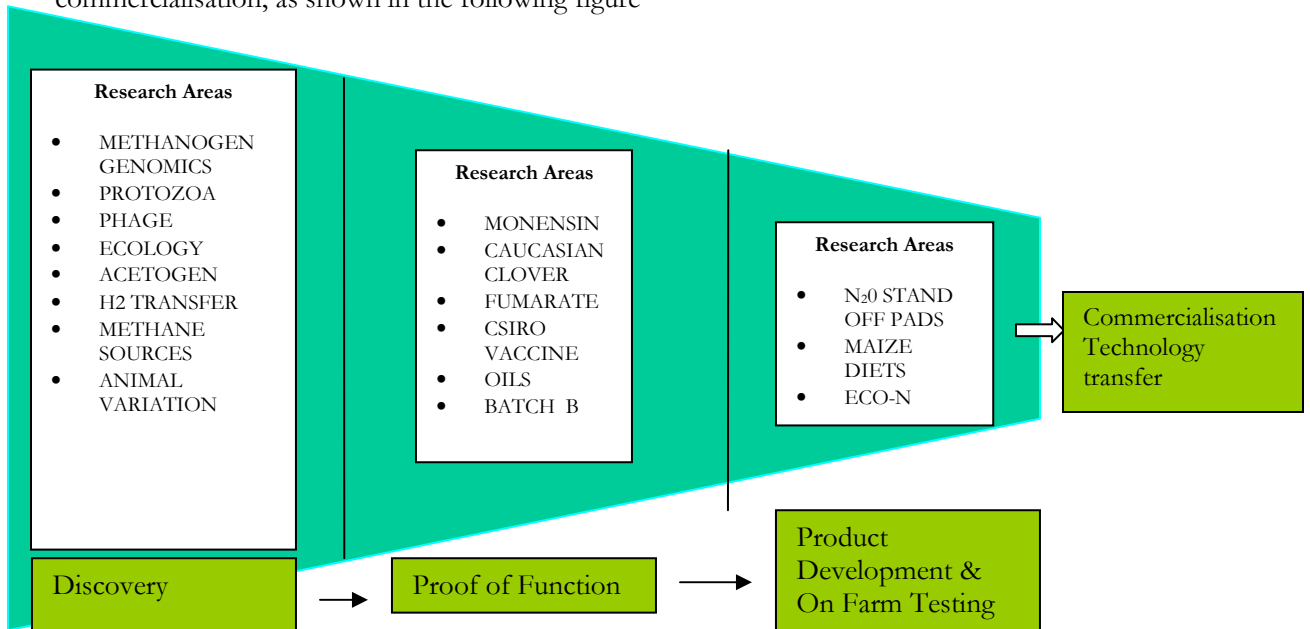 commercialisation, as shown in the following figure
Research Areas
• METHANOGEN
GENOMICS
• PROTOZOA
• PHAGE
• ECOLOGY
• ACETOGEN
• H2 TRANSFER
• METHANE
SOURCES
• ANIMAL
VARIATION
Research Areas
• MONENSIN
• CAUCASIAN
CLOVER
• FUMARATE
• CSIRO
VACCINE
• OILS
• BATCH B
Research Areas
• N20 STAND
OFF PADS
• MAIZE
DIETS
• ECO-N
Commercialisation
Technology
transfer
Discovery
Proof of Function
Product
Development &
On Farm Testing